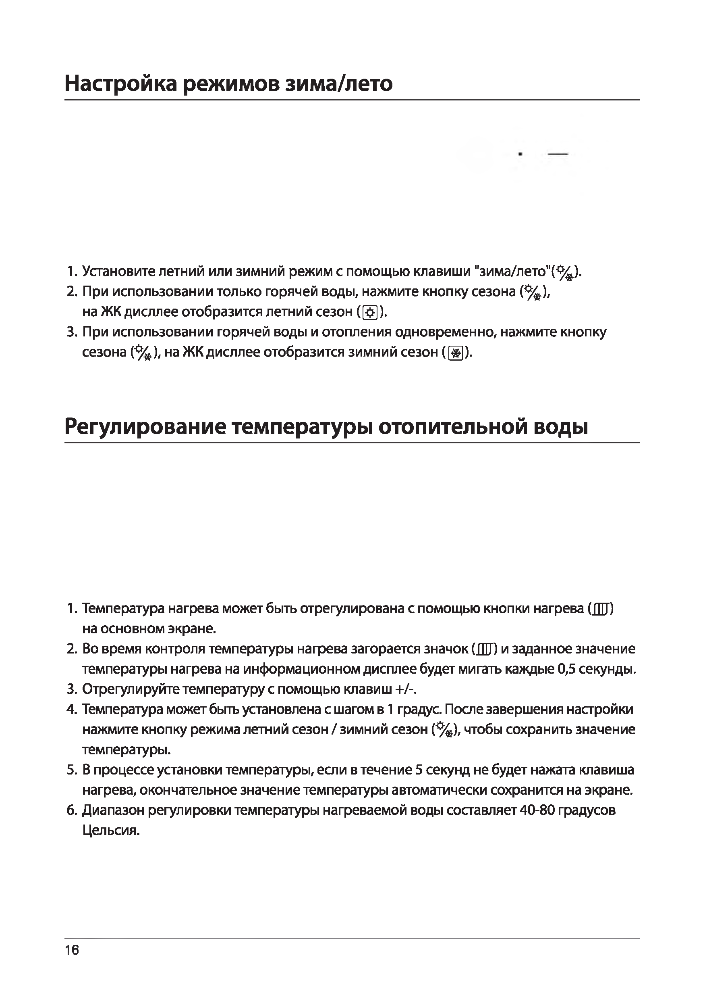 Настройка режимов зима/лето
1. Установите летний или зимний режим с помощью клавиши "зима/лето"( ).
2. При использовании только горячей воды, нажмите кнопку сезона ( ),
на ЖК дисллее отобразится летний сезон ( ).
3. При использовании горячей воды и отопления одновременно, нажмите кнопку
сезона ( ), на ЖК дисллее отобразится зимний сезон ( ).
Регулирование температуры отопительной воды
1. Температура нагрева может быть отрегулирована с помощью кнопки нагрева ( )
на основном экране.
2. Во время контроля температуры нагрева загорается значок ( ) и заданное значение
температуры нагрева на информационном дисплее будет мигать каждые 0,5 секунды.
3. Отрегулируйте температуру с помощью клавиш +/-.
4. Температура может быть установлена с шагом в 1 градус. После завершения настройки
нажмите кнопку режима летний сезон / зимний сезон ( ), чтобы сохранить значение
температуры.
5. В процессе установки температуры, если в течение 5 секунд не будет нажата клавиша
нагрева, окончательное значение температуры автоматически сохранится на экране.
6. Диапазон регулировки температуры нагреваемой воды составляет 40-80 градусов
Цельсия.
16